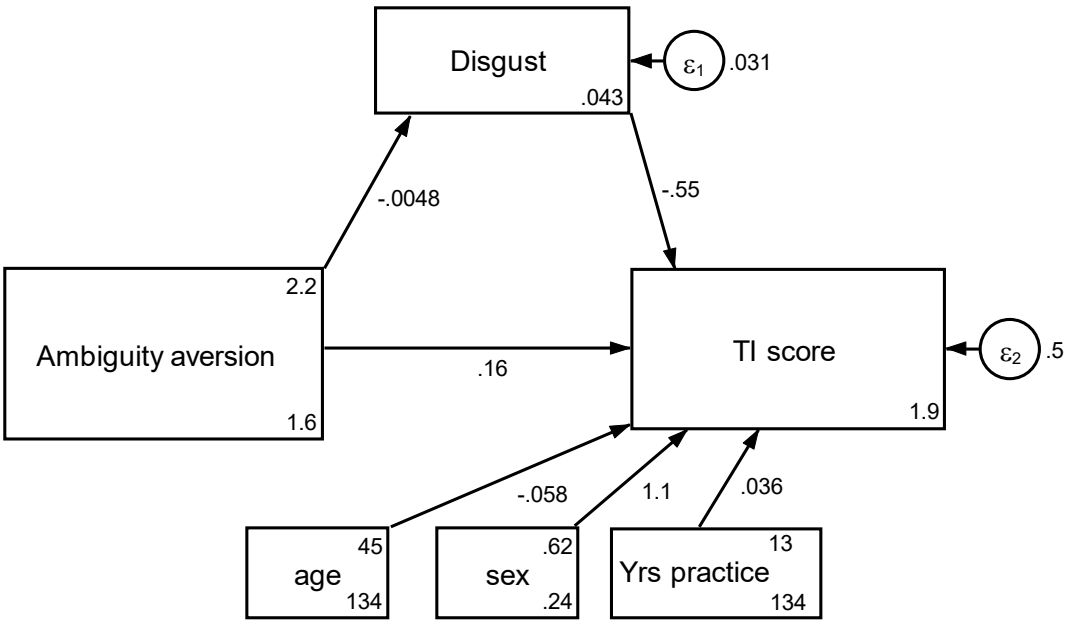 Disgust
.043
ε1
.031
-.0048
-.55
2.2
Ambiguity aversion
1.6
.16
TI score
1.9
ε2
.5
-.058
1.1
.036
45
age
134
.62
sex
.24
13
Yrs practice
134